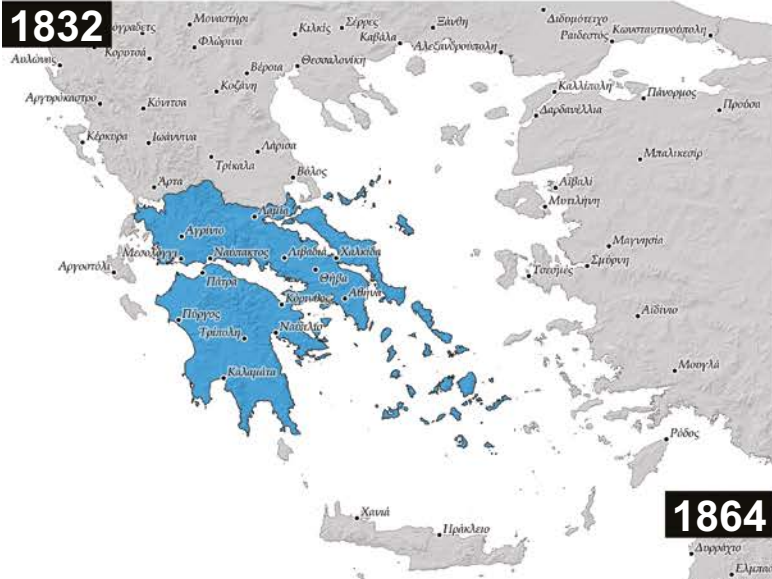 1832
Μοναστήρι
Σέρρες
Ξάνθη
Διδυμότειχο
Κιλκίς
Καβάλα
Ραιδεστός
Κωνσταντινούπολη
Φλώρινα
Κορυτσά
Αλεξανδρούπολη
Αυλώνας
Βέροια
Θεσσαλονίκη
Κοζάνη
Καλλίπολη
Πάνορμος
Αργυρόκαστρο
Κόνιτσα
Δαρδανέλλια
Προύσα
Κέρκυρα
Ιωάννινα
Λάρισα
Τρίκαλα
Μπαλικεσίρ
Βόλος
Άρτα
Αϊβαλί
Μυτιλήνη
Λαμία
Αγρίνιο
Μαγνησία
Μεσολόγγι
Ναύπακτος
Λιβαδιά
Χαλκίδα
Σμύρνη
Αργοστόλι
Πάτρα
Θήβα
Τσεσμές
Κόρινθος
Αθήνα
Πύργος
Αϊδίνιο
Τρίπολη
Ναύπλιο
Καλαμάτα
Μουγλά
Ρόδος
Χανιά
Ηράκλειο
1864
Δυρράχιο